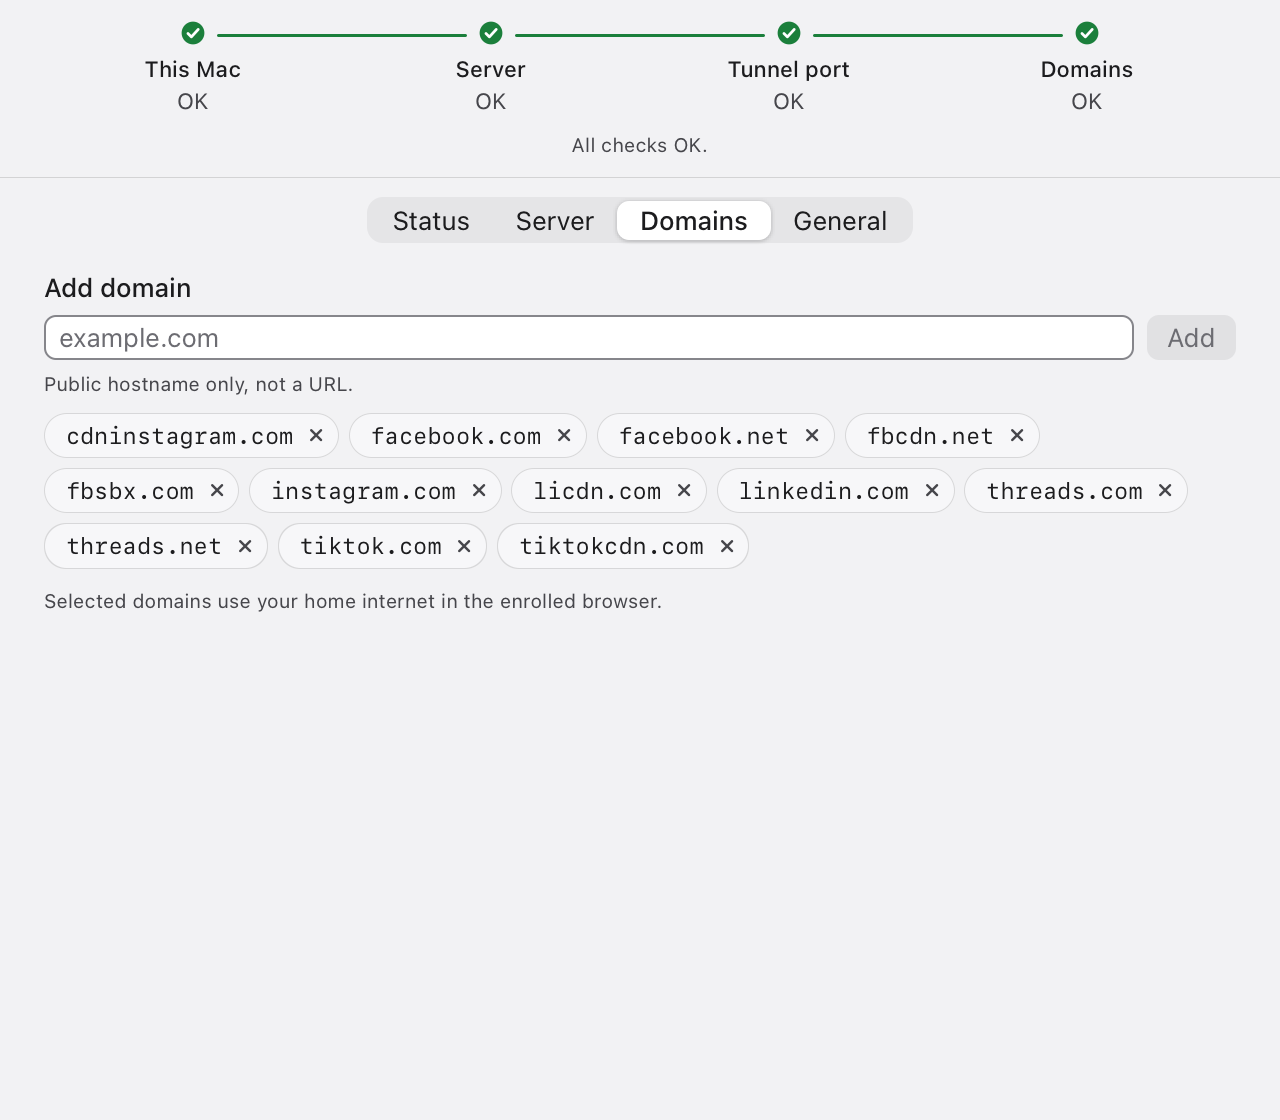 This Mac Server Tunnel port Domains
OK OK OK OK
All checks OK.
Status Server Domains General
Add domain
example.com Add
Public hostname only, not a URL.
cdninstagram.com × facebook.com × facebook.net × fbcdn.net ×
fbsbx.com × instagram.com × licdn.com × linkedin.com × threads.com ×
threads.net × tiktok.com × tiktokcdn.com ×
Selected domains use your home internet in the enrolled browser.